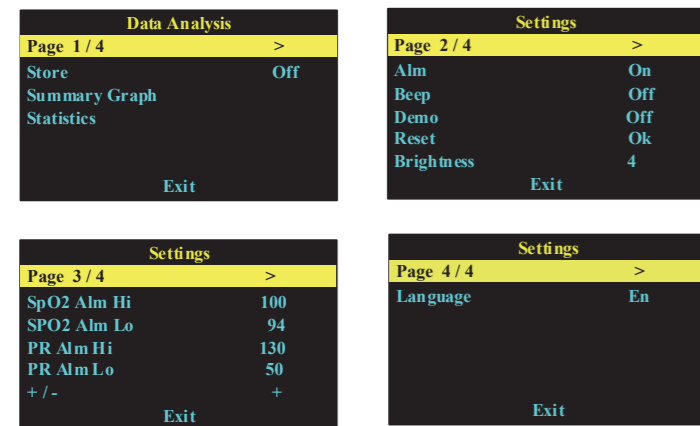 Data Analysis
Page 1 / 4 >
Store Off
Summary Graph
Statistics
Exit
Settings
Page 2 / 4 >
Alm On
Beep Off
Demo Off
Reset Ok
Brightness 4
Exit
Settings
Page 3 / 4 >
SpO2 Alm Hi 100
SPO2 Alm Lo 94
PR Alm Hi 130
PR Alm Lo 50
+ / - +
Exit
Settings
Page 4 / 4 >
Language En
Exit